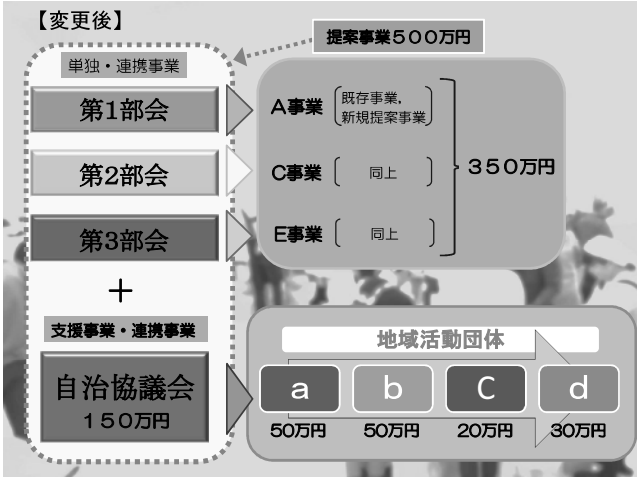 【変更後】
提案事業５００万円
単独・連携事業
第1部会
A事業
既存事業，
新規提案事業
第2部会
C事業
同上
３５０万円
第3部会
E事業
同上
＋
支援事業・連携事業
自治協議会
１５０万円
地域活動団体
a
b
C
d
50万円
50万円
20万円
30万円